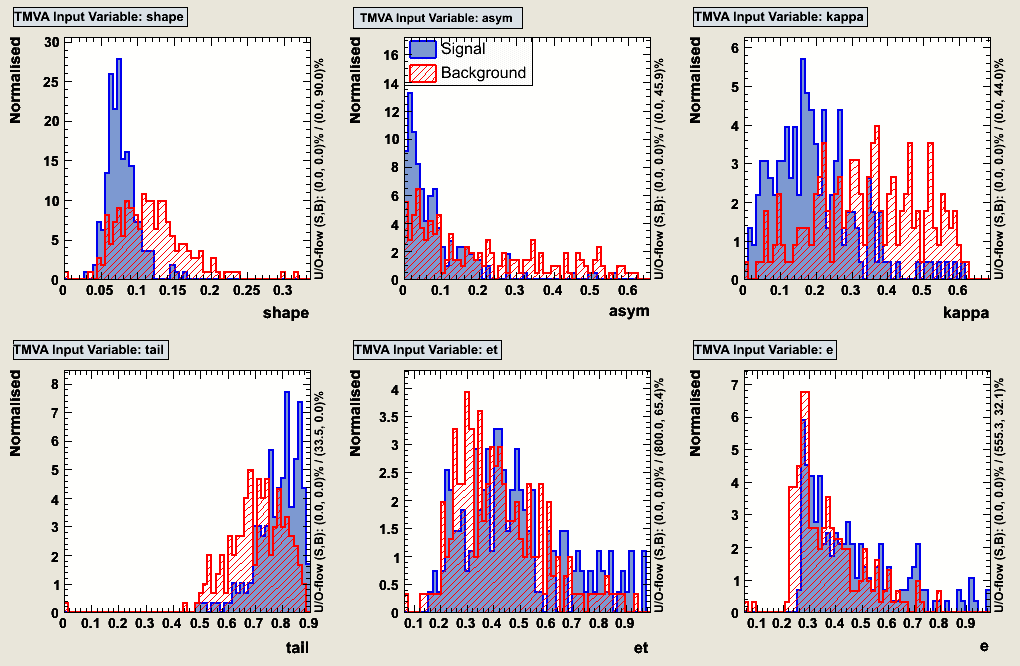 TMVA Input Variable: shape
Normalised
30
25
20
15
10
5
0
0 0.05 0.1 0.15 0.2 0.25 0.3
shape
U/O-flow (S,B): (0.0, 0.0)% / (0.0, 90.0)%
TMVA Input Variable: asym
Normalised
16
14
12
10
8
6
4
2
0
0 0.1 0.2 0.3 0.4 0.5 0.6
asym
U/O-flow (S,B): (0.0, 0.0)% / (0.0, 45.9)%
Signal
Background
TMVA Input Variable: kappa
Normalised
6
5
4
3
2
1
0
0 0.1 0.2 0.3 0.4 0.5 0.6
kappa
U/O-flow (S,B): (0.0, 0.0)% / (0.0, 44.0)%
TMVA Input Variable: tail
Normalised
8
7
6
5
4
3
2
1
0
0 0.1 0.2 0.3 0.4 0.5 0.6 0.7 0.8 0.9
tail
U/O-flow (S,B): (0.0, 0.0)% / (33.5, 0.0)%
TMVA Input Variable: et
Normalised
4
3.5
3
2.5
2
1.5
1
0.5
0
0.1 0.2 0.3 0.4 0.5 0.6 0.7 0.8 0.9
et
U/O-flow (S,B): (0.0, 0.0)% / (800.0, 65.4)%
TMVA Input Variable: e
Normalised
7
6
5
4
3
2
1
0
0.1 0.2 0.3 0.4 0.5 0.6 0.7 0.8 0.9
e
U/O-flow (S,B): (0.0, 0.0)% / (555.3, 32.1)%